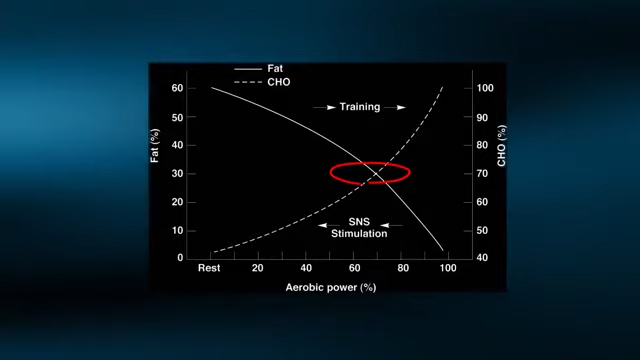 Fat
CHO
60
50
40
30
20
10
0
Fat (%)
Training
SNS
Stimulation
100
90
80
70
60
50
40
CHO (%)
Rest
20
40
60
80
100
Aerobic power (%)